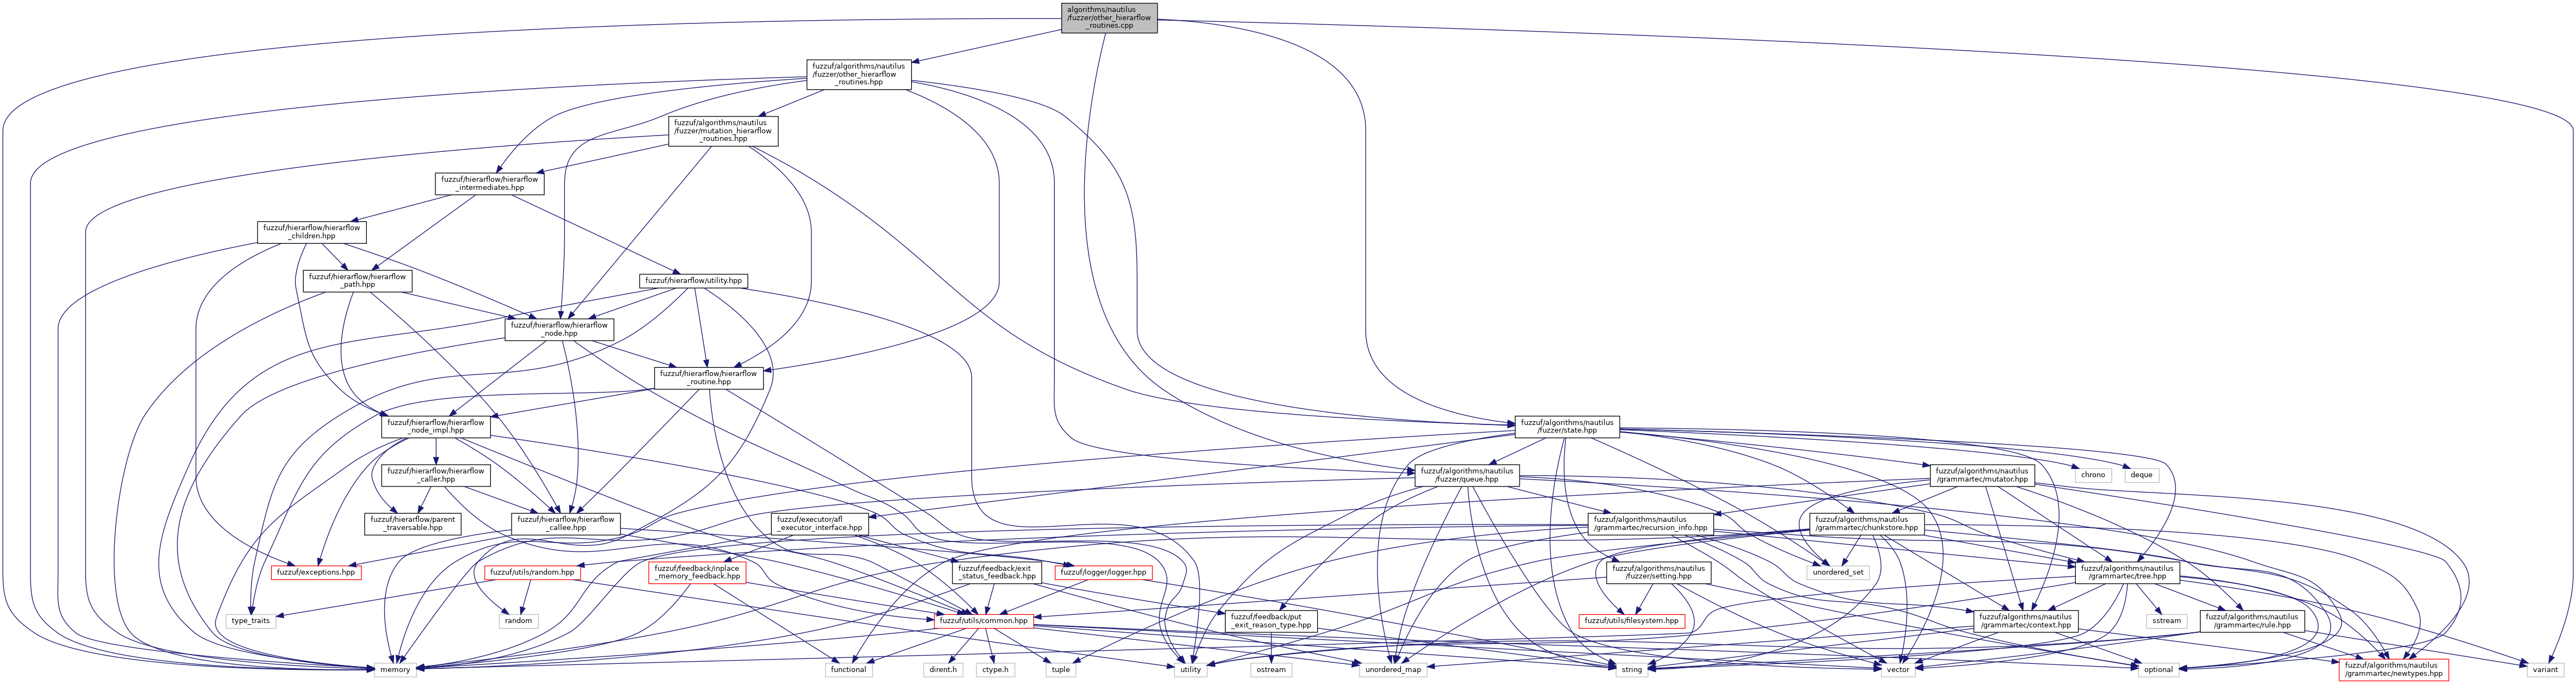 algorithms/nautilus
/fuzzer/other_hierarflow
_routines.cpp
fuzzuf/algorithms/nautilus
/fuzzer/other_hierarflow
_routines.hpp
fuzzuf/algorithms/nautilus
/fuzzer/mutation_hierarflow
_routines.hpp
fuzzuf/hierarflow/hierarflow
_intermediates.hpp
fuzzuf/hierarflow/hierarflow
_children.hpp
fuzzuf/hierarflow/hierarflow
_path.hpp
fuzzuf/hierarflow/utility.hpp
fuzzuf/hierarflow/hierarflow
_node.hpp
fuzzuf/hierarflow/hierarflow
_routine.hpp
fuzzuf/hierarflow/hierarflow
_node_impl.hpp
fuzzuf/algorithms/nautilus
/fuzzer/state.hpp
fuzzuf/hierarflow/hierarflow
_caller.hpp
fuzzuf/algorithms/nautilus
/fuzzer/queue.hpp
fuzzuf/algorithms/nautilus
/grammartec/mutator.hpp
chrono
deque
fuzzuf/hierarflow/parent
_traversable.hpp
fuzzuf/hierarflow/hierarflow
_callee.hpp
fuzzuf/executor/afl
_executor_interface.hpp
fuzzuf/algorithms/nautilus
/grammartec/recursion_info.hpp
fuzzuf/algorithms/nautilus
/grammartec/chunkstore.hpp
fuzzuf/exceptions.hpp
fuzzuf/utils/random.hpp
fuzzuf/feedback/inplace
_memory_feedback.hpp
fuzzuf/feedback/exit
_status_feedback.hpp
fuzzuf/logger/logger.hpp
fuzzuf/algorithms/nautilus
/fuzzer/setting.hpp
unordered_set
fuzzuf/algorithms/nautilus
/grammartec/tree.hpp
type_traits
random
fuzzuf/utils/common.hpp
fuzzuf/feedback/put
_exit_reason_type.hpp
fuzzuf/utils/filesystem.hpp
fuzzuf/algorithms/nautilus
/grammartec/context.hpp
sstream
fuzzuf/algorithms/nautilus
/grammartec/rule.hpp
memory
functional
dirent.h
ctype.h
tuple
utility
ostream
unordered_map
string
vector
optional
fuzzuf/algorithms/nautilus
/grammartec/newtypes.hpp
variant